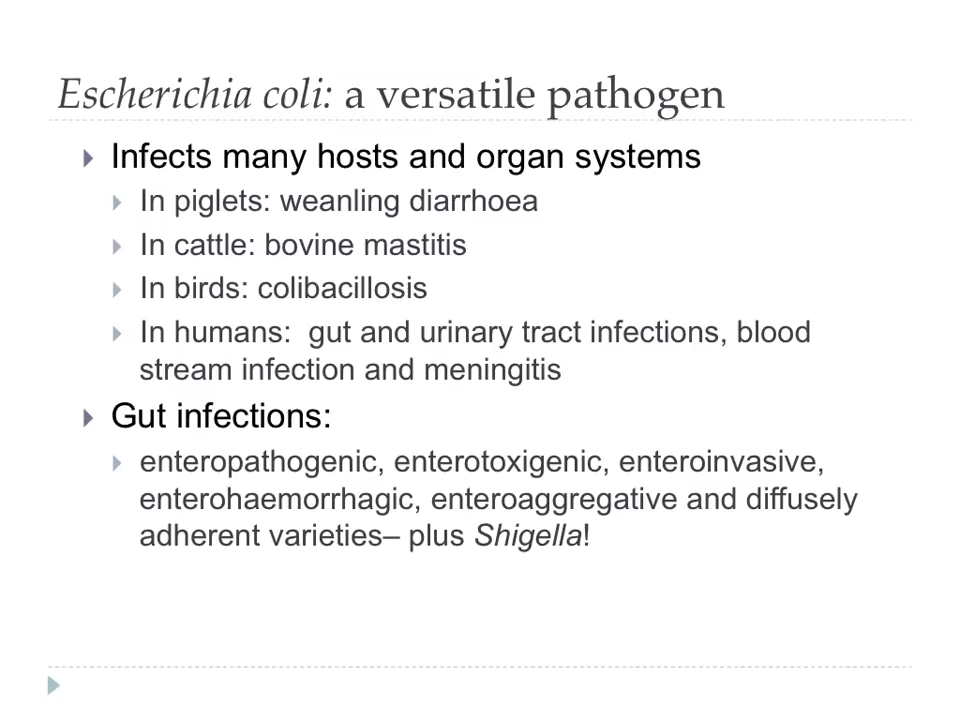 Escherichia coli: a versatile pathogen
Infects many hosts and organ systems
In piglets: weanling diarrhoea
In cattle: bovine mastitis
In birds: colibacillosis
In humans:  gut and urinary tract infections, blood
stream infection and meningitis
Gut infections:
enteropathogenic, enterotoxigenic, enteroinvasive,
enterohaemorrhagic, enteroaggregative and diffusely
adherent varieties– plus Shigella!